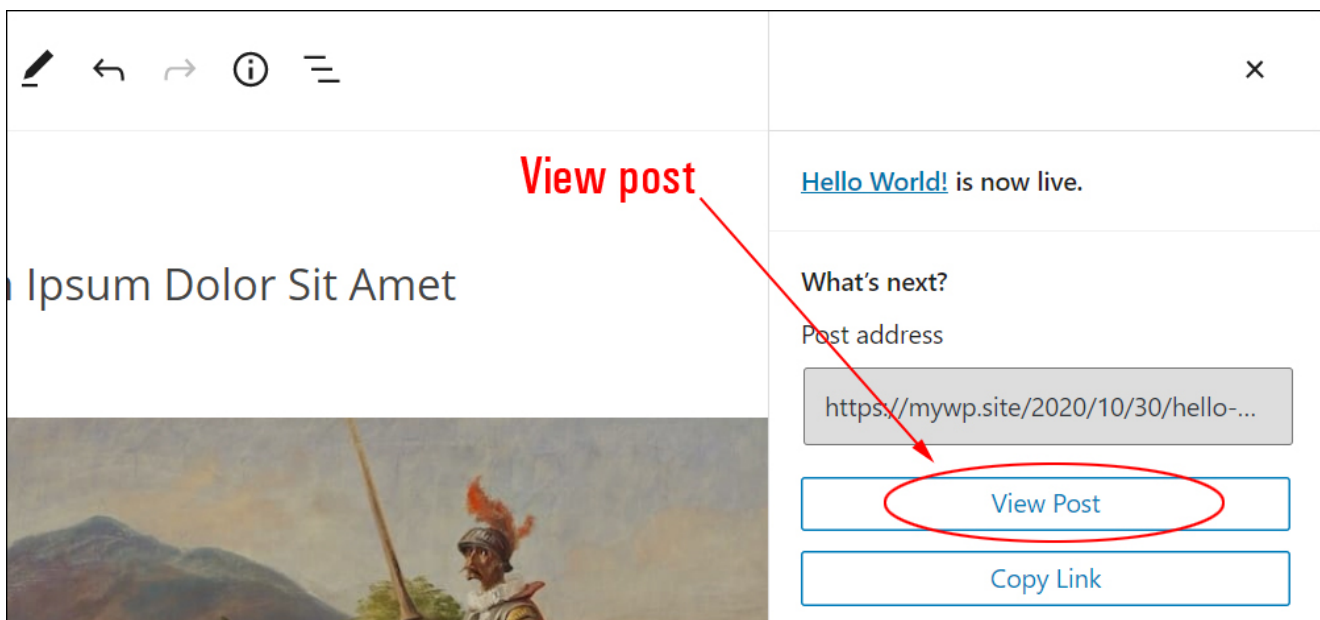 View post
Hello World! is now live.
Ipsum Dolor Sit Amet
What's next?
Post address
https://mywp.site/2020/10/30/hello-...
View Post
Copy Link